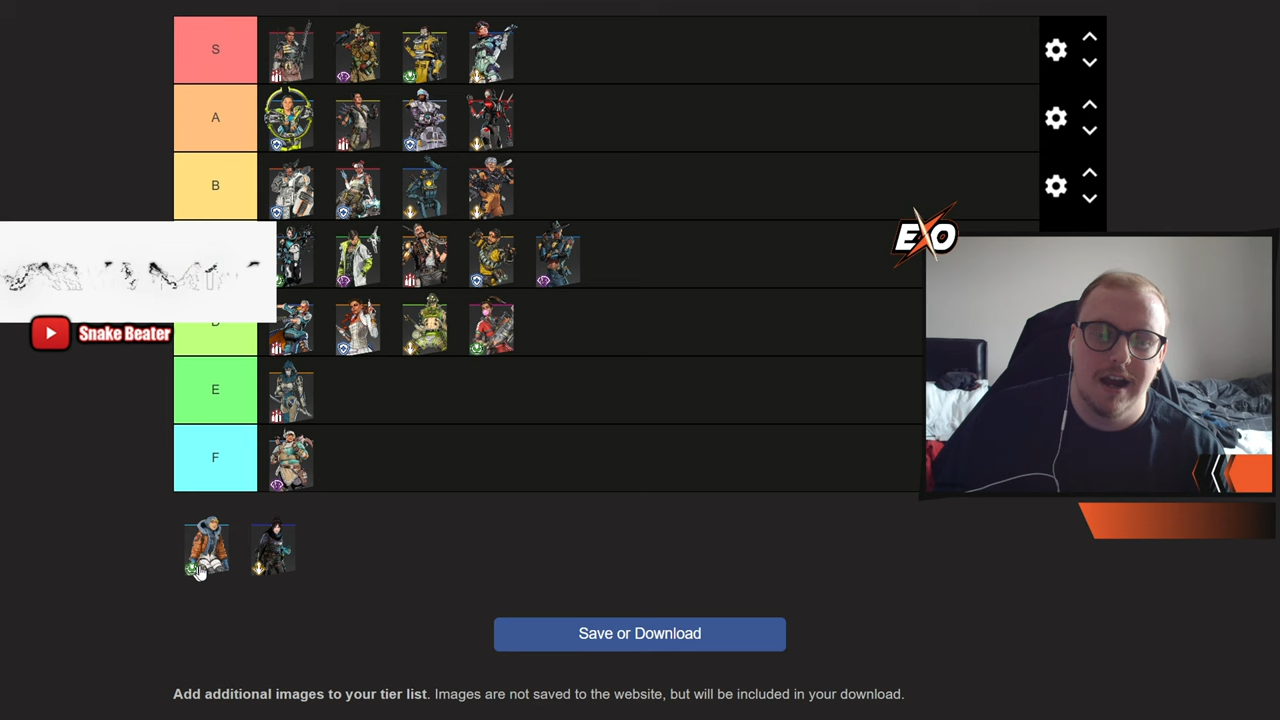 S
A
B
EXO
Snake Beater
E
F
Save or Download
Add additional images to your tier list. Images are not saved to the website, but will be included in your download.